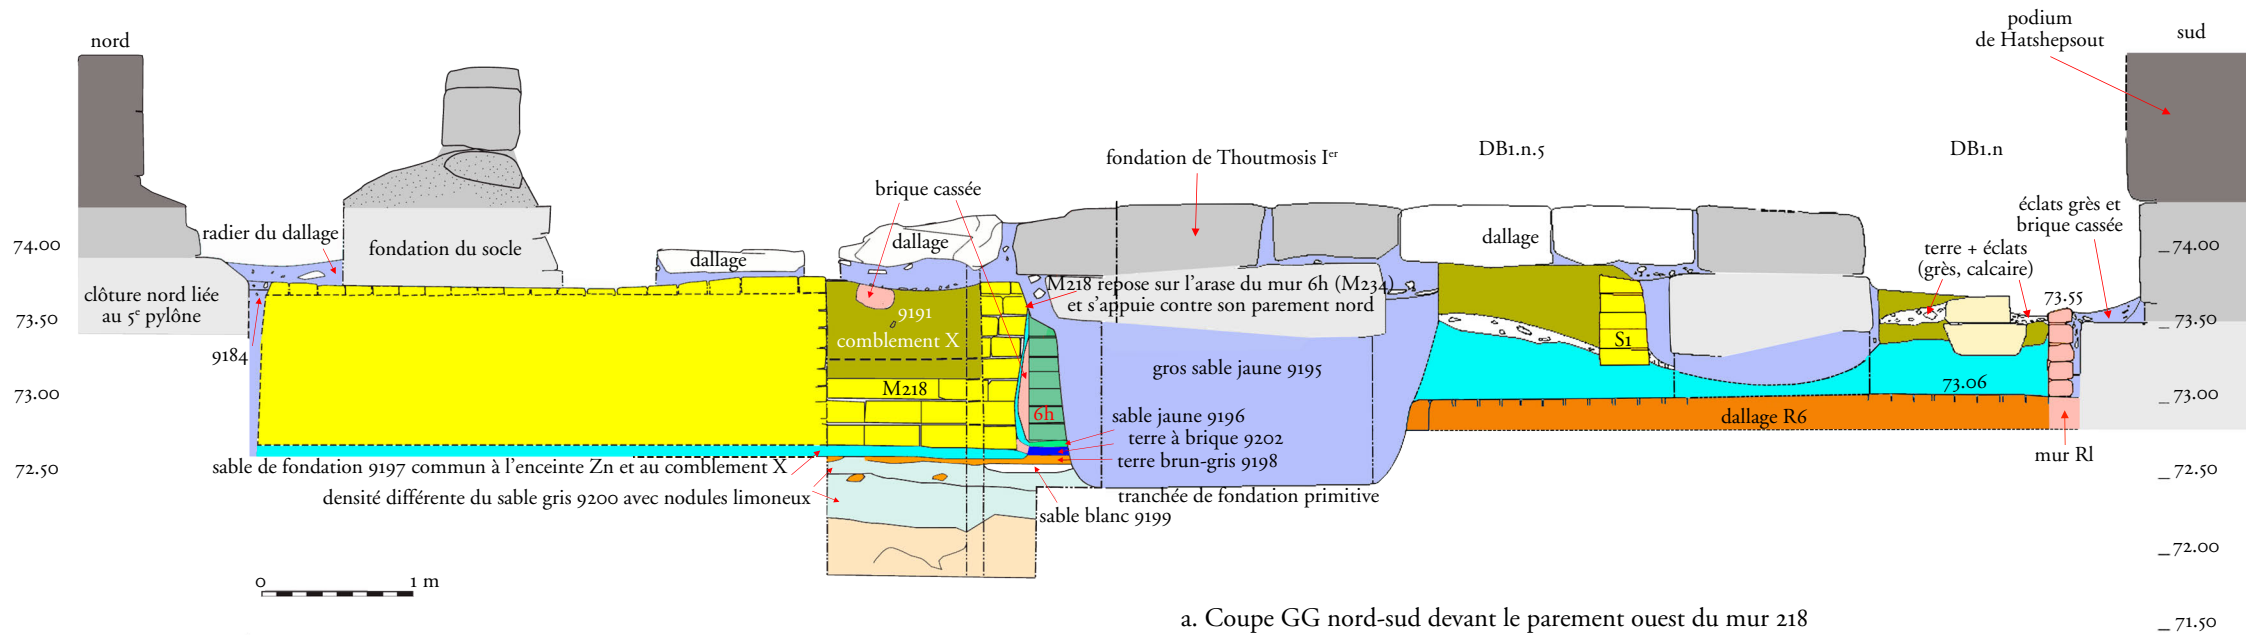 nord
podium
de Hatshepsout
sud
DB1.n.5
DB1.n
fondation de Thoutmosis Ier
brique cassée
éclats grès et
brique cassée
radier du dallage
74.00
fondation du socle
dallage
dallage
dallage
terre + éclats
(grès, calcaire)
74.00
clôture nord liée
au 5e pylône
M218 repose sur l'arase du mur 6h (M234)
et s'appuie contre son parement nord
73.55
73.50
9191
comblement X
S1
73.50
9184
gros sable jaune 9195
73.00
M218
6h
73.06
73.00
sable jaune 9196
terre à brique 9202
terre brun-gris 9198
dallage R6
mur Rl
72.50
sable de fondation 9197 commun à l'enceinte Zn et au comblement X
72.50
densité différente du sable gris 9200 avec nodules limoneux
tranchée de fondation primitive
sable blanc 9199
72.00
0 1 m
a. Coupe GG nord-sud devant le parement ouest du mur 218
71.50